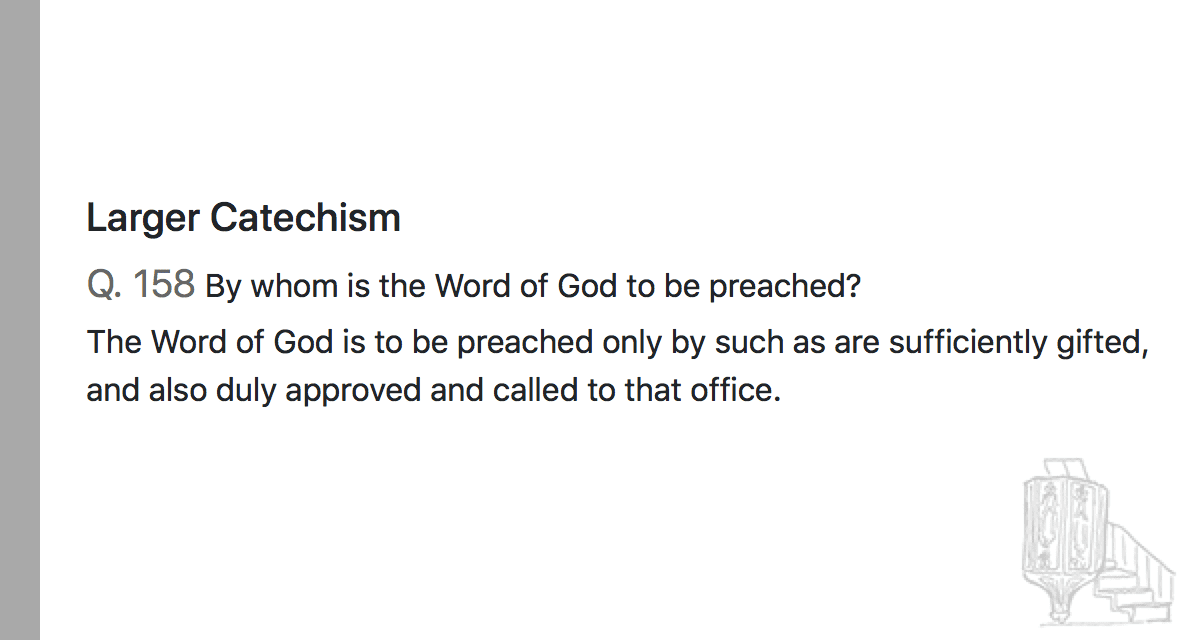 Larger Catechism
Q. 158 By whom is the Word of God to be preached?
The Word of God is to be preached only by such as are sufficiently gifted,
and also duly approved and called to that office.